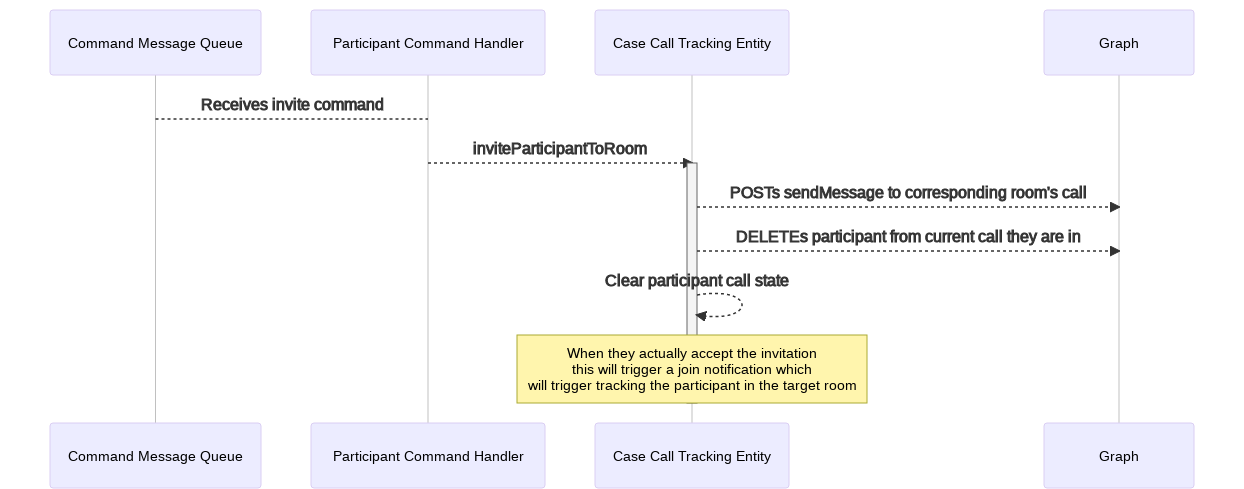 Command Message Queue
Participant Command Handler
Case Call Tracking Entity
Graph
Receives invite command
inviteParticipantToRoom
POSTs sendMessage to corresponding room's call
DELETEs participant from current call they are in
Clear participant call state
When they actually accept the invitation
this will trigger a join notification which
will trigger tracking the participant in the target room
Command Message Queue
Participant Command Handler
Case Call Tracking Entity
Graph